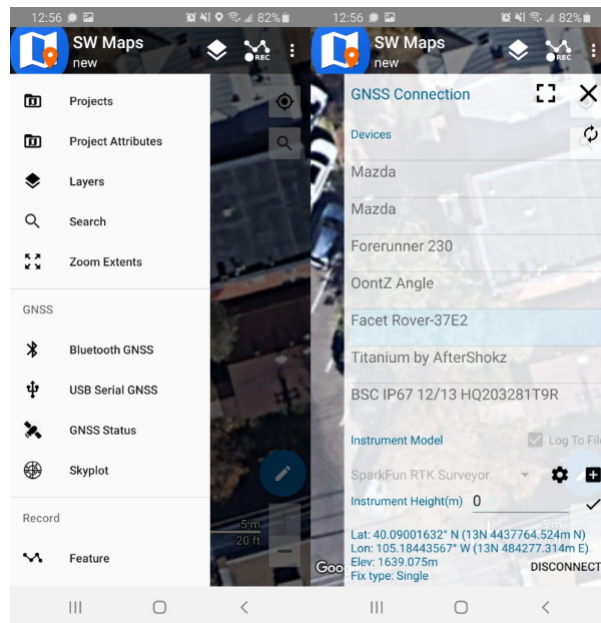 12:56 82%
SW Maps
new
Projects
Project Attributes
Layers
Search
Zoom Extents
GNSS
Bluetooth GNSS
USB Serial GNSS
GNSS Status
Skyplot
Record
Feature
5 m
20 ft
12:56 82%
SW Maps
REC
new
REC
GNSS Connection
Devices
Mazda
Mazda
Forerunner 230
OontZ Angle
Facet Rover-37E2
Titanium by AfterShokz
BSC IP67 12/13 HQ203281T9R
Instrument Model
Log To File
SparkFun RTK Surveyor
Instrument Height(m) 0
Lat: 40.09001632° N (13N 4437764.524m N)
Lon: 105.18443567° W (13N 484277.314m E)
Elev: 1639.075m
Fix type: Single
DISCONNECT
Goo